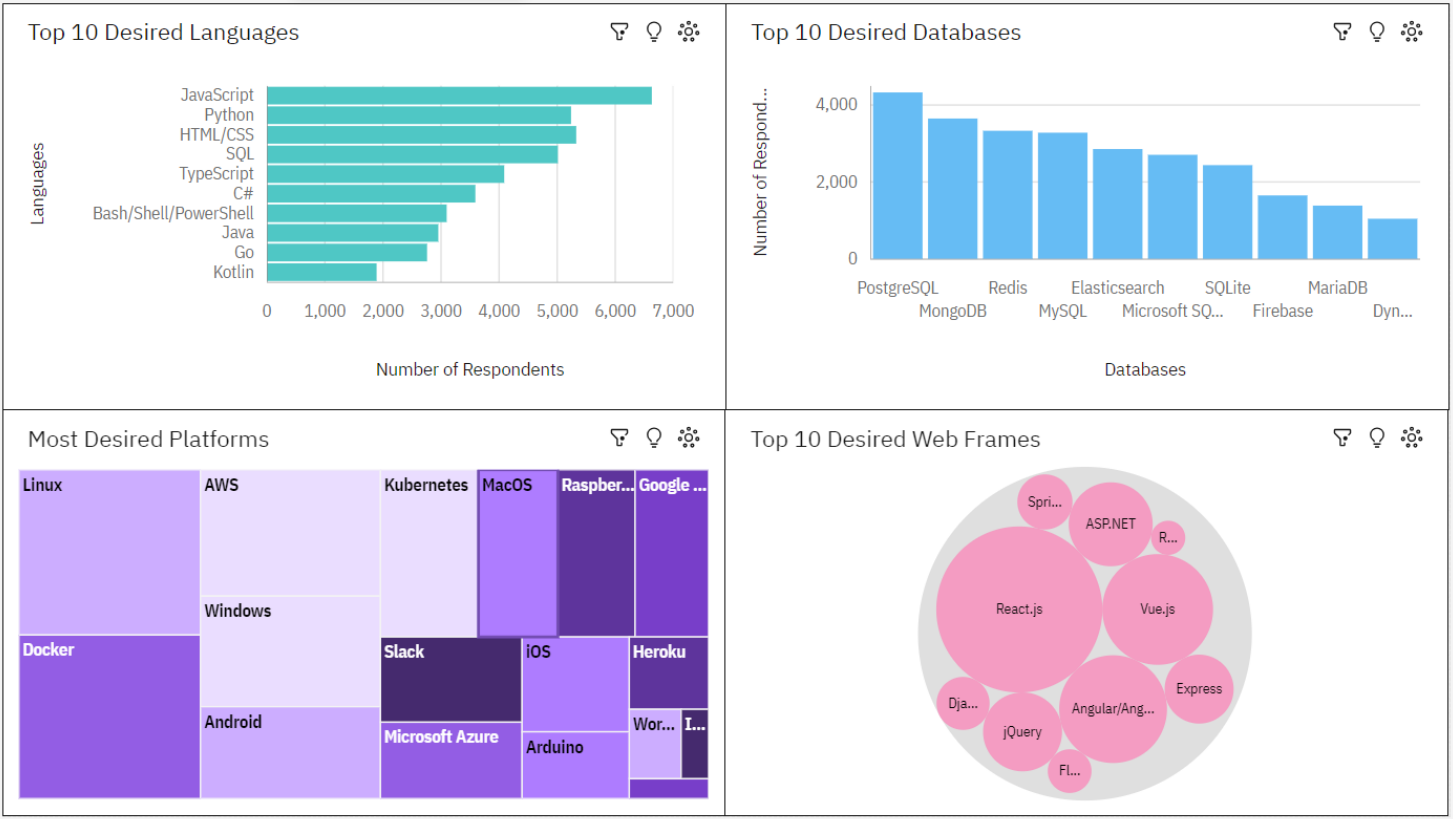 Top 10 Desired Languages
Languages
JavaScript
Python
HTML/CSS
SQL
TypeScript
C#
Bash/Shell/PowerShell
Java
Go
Kotlin
0 1,000 2,000 3,000 4,000 5,000 6,000 7,000
Number of Respondents
Top 10 Desired Databases
Number of Respond...
4,000
2,000
0
PostgreSQL Redis Elasticsearch SQLite MariaDB
MongoDB MySQL Microsoft SQ... Firebase Dyn...
Databases
Most Desired Platforms
Linux AWS Kubernetes MacOS Raspber... Google ...
Windows
Docker Slack iOS Heroku
Android Wor... I...
Microsoft Azure Arduino
Top 10 Desired Web Frames
Spri...
ASP.NET
R...
React.js
Vue.js
Express
Dja...
Angular/Ang...
jQuery
Fl...